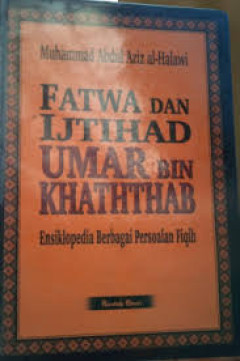 Muhammad Abdul Aziz al-Halawi
FATWA DAN
IJTIHAD
UMAR BIN
KHATHTHAB
Ensiklopedia Berbagai Persoalan Fiqih